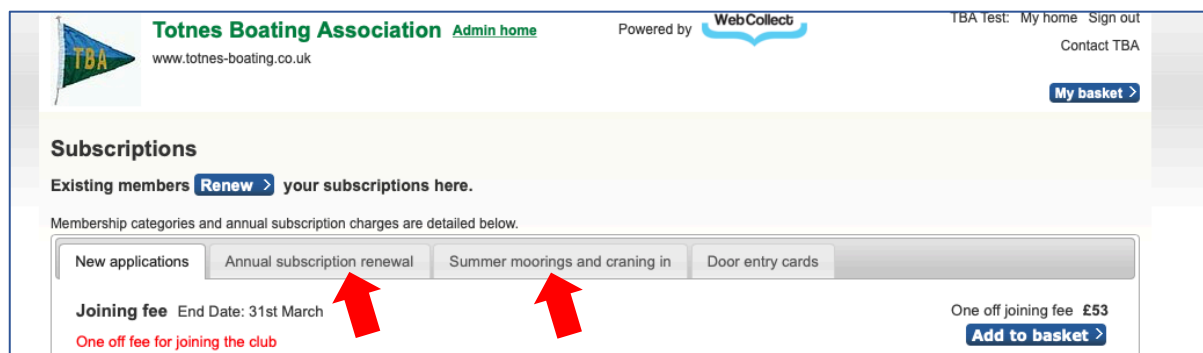 Totnes Boating Association Admin home
Powered by WebCollect
TBA Test: My home Sign out
www.totnes-boating.co.uk
Contact TBA
TBA
My basket >
Subscriptions
Existing members Renew > your subscriptions here.
Membership categories and annual subscription charges are detailed below.
New applications
Annual subscription renewal
Summer moorings and craning in
Door entry cards
Joining fee End Date: 31st March
One off joining fee £53
One off fee for joining the club
Add to basket >